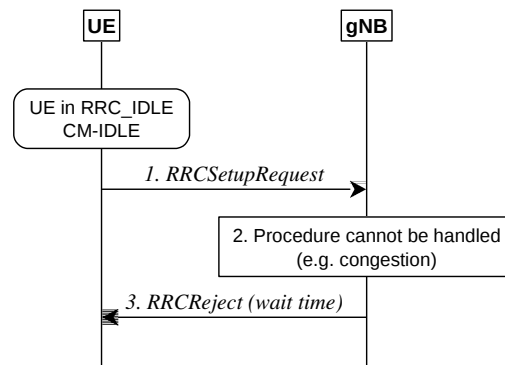 UE
gNB
UE in RRC_IDLE
CM-IDLE
1. RRCSetupRequest
2. Procedure cannot be handled
(e.g. congestion)
3. RRCReject (wait time)